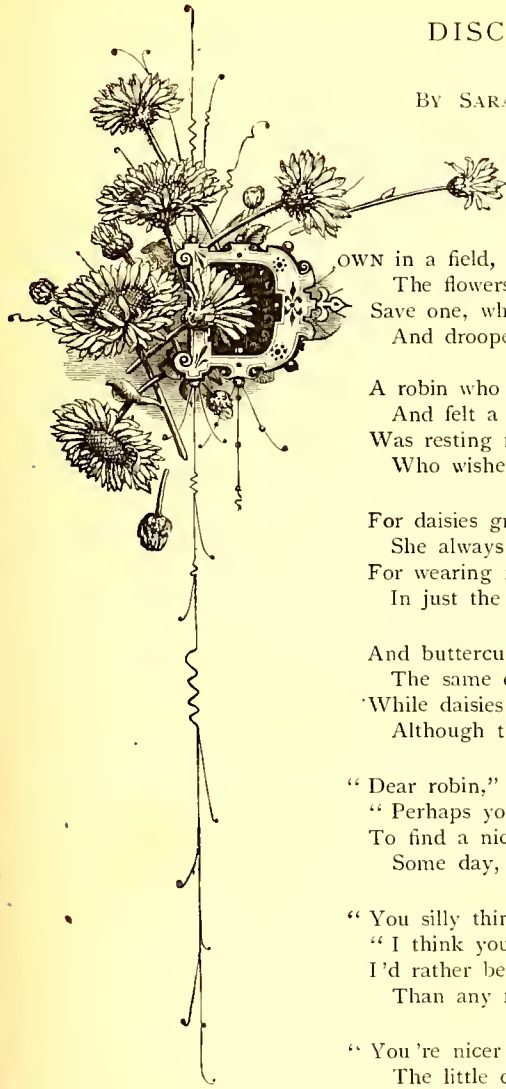 DISC
BY SARA
DOWN in a field,
The flowers
Save one, wh
And droope
A robin who
And felt a
Was resting
Who wishe
For daisies gr
She always
For wearing
In just the
And buttercu
The same
While daisies
Although t
“ Dear robin,”
“ Perhaps yo
To find a nic
Some day,
“ You silly thin
“ I think you
I 'd rather be
Than any
“ You 're nicer
The little